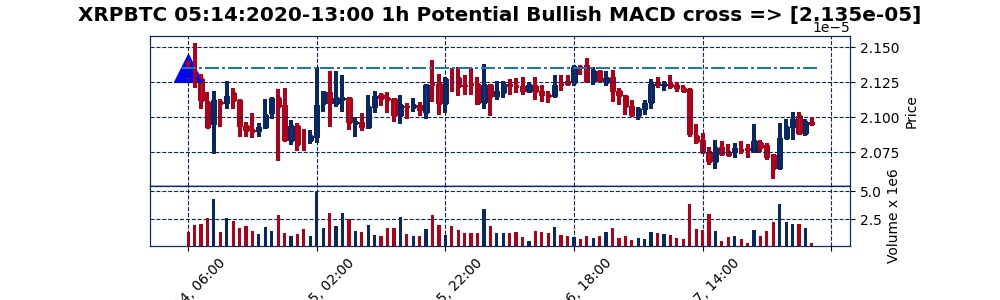 XRPBTC 05:14:2020-13:00 1h Potential Bullish MACD cross => [2.135e-05]
1e−5
2.150
2.125
2.100
2.075
Price
5.0
2.5
Volume x 1e6
4, 06:00
5, 02:00
5, 22:00
6, 18:00
7, 14:00